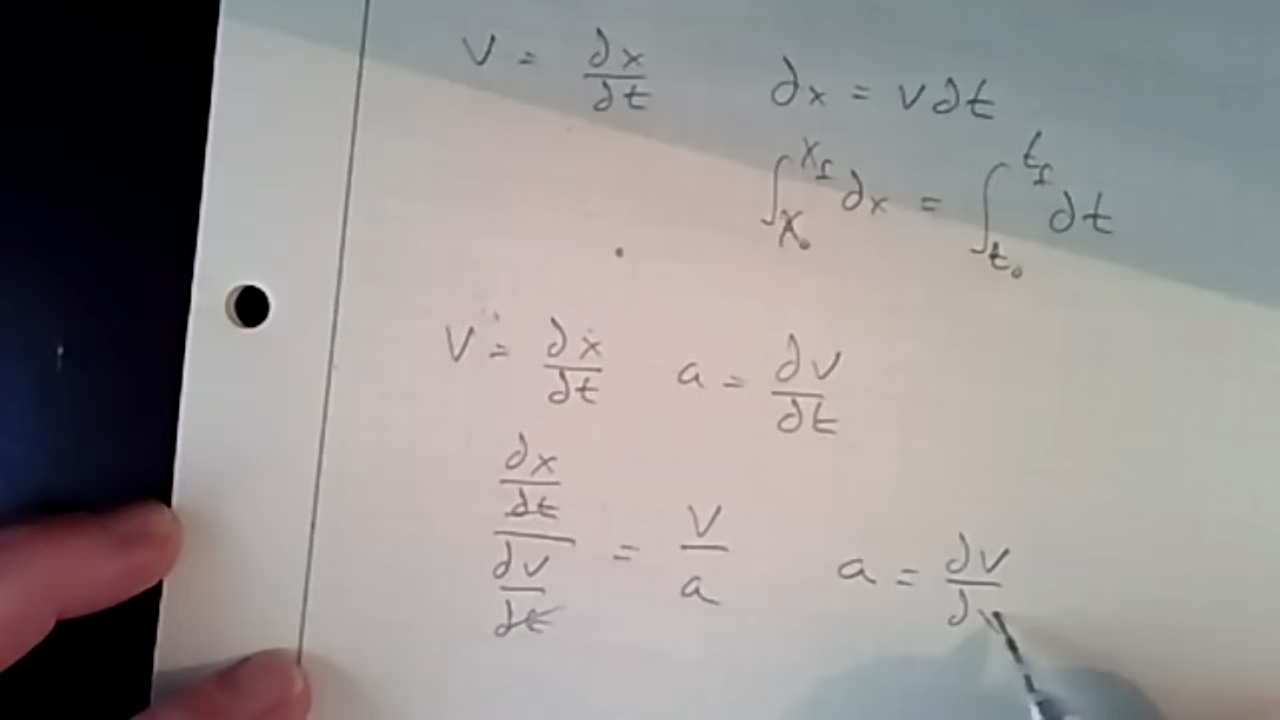 v = ∂x/∂t    ∂x = v∂t
∫_{x₀}^{x_f} ∂x = ∫_{t₀}^{t_f} ∂t
v = ∂x/∂t    a = ∂v/∂t
(∂x/∂t)/(∂v/∂t) = v/a    a = ∂v/∂